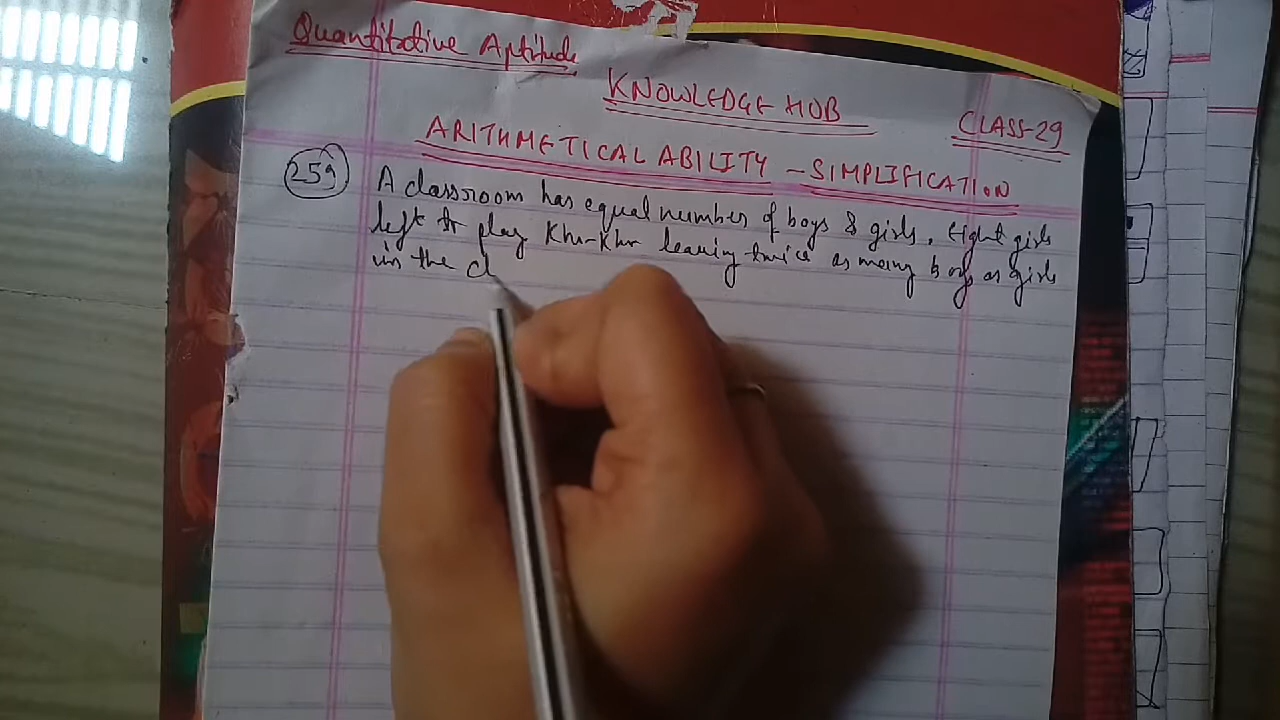 Quantitative Aptitude
KNOWLEDGE HUB
CLASS-29
ARITHMETICAL ABILITY - SIMPLIFICATION
259) A classroom has equal number of boys & girls. Eight girls
left to play Kho-Kho leaving twice as many boys as girls
in the cl